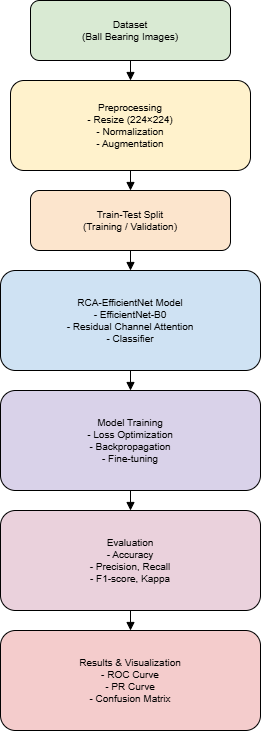 Dataset
(Ball Bearing Images)
Preprocessing
- Resize (224×224)
- Normalization
- Augmentation
Train-Test Split
(Training / Validation)
RCA-EfficientNet Model
- EfficientNet-B0
- Residual Channel Attention
- Classifier
Model Training
- Loss Optimization
- Backpropagation
- Fine-tuning
Evaluation
- Accuracy
- Precision, Recall
- F1-score, Kappa
Results & Visualization
- ROC Curve
- PR Curve
- Confusion Matrix